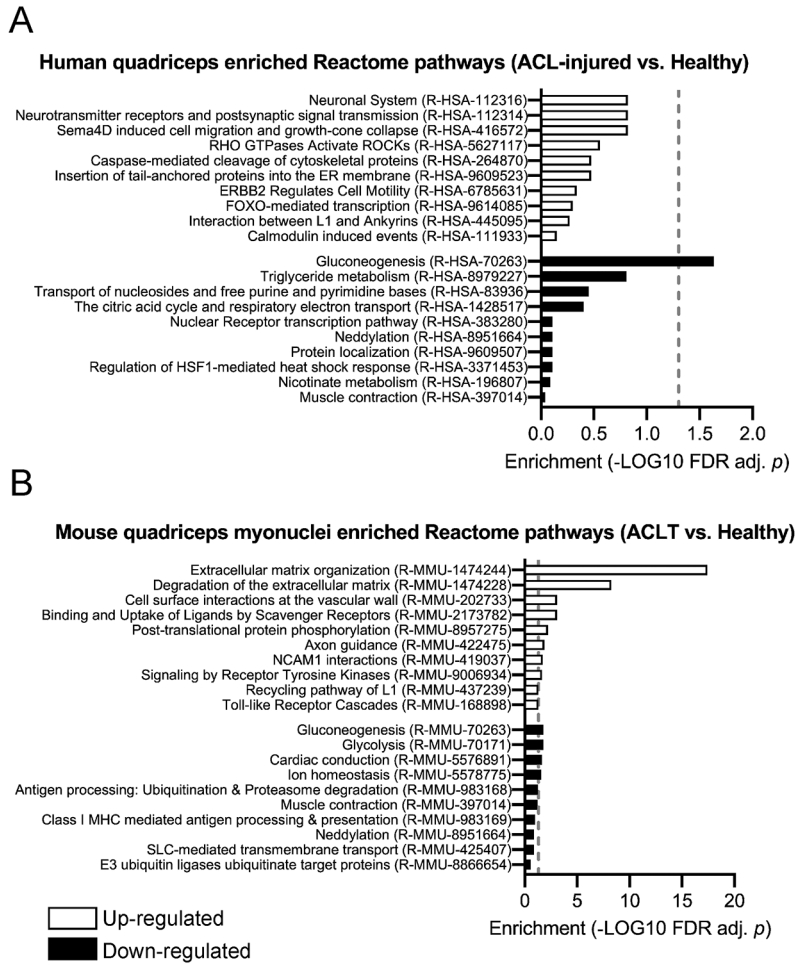 A
Human quadriceps enriched Reactome pathways (ACL-injured vs. Healthy)
Neuronal System (R-HSA-112316)
Neurotransmitter receptors and postsynaptic signal transmission (R-HSA-112314)
Sema4D induced cell migration and growth-cone collapse (R-HSA-416572)
RHO GTPases Activate ROCKs (R-HSA-5627117)
Caspase-mediated cleavage of cytoskeletal proteins (R-HSA-264870)
Insertion of tail-anchored proteins into the ER membrane (R-HSA-9609523)
ERBB2 Regulates Cell Motility (R-HSA-6785631)
FOXO-mediated transcription (R-HSA-9614085)
Interaction between L1 and Ankyrins (R-HSA-445095)
Calmodulin induced events (R-HSA-111933)
Gluconeogenesis (R-HSA-70263)
Triglyceride metabolism (R-HSA-8979227)
Transport of nucleosides and free purine and pyrimidine bases (R-HSA-83936)
The citric acid cycle and respiratory electron transport (R-HSA-1428517)
Nuclear Receptor transcription pathway (R-HSA-383280)
Neddylation (R-HSA-8951664)
Protein localization (R-HSA-9609507)
Regulation of HSF1-mediated heat shock response (R-HSA-3371453)
Nicotinate metabolism (R-HSA-196807)
Muscle contraction (R-HSA-397014)
0.0 0.5 1.0 1.5 2.0
Enrichment (-LOG10 FDR adj. p)
B
Mouse quadriceps myonuclei enriched Reactome pathways (ACLT vs. Healthy)
Extracellular matrix organization (R-MMU-1474244)
Degradation of the extracellular matrix (R-MMU-1474228)
Cell surface interactions at the vascular wall (R-MMU-202733)
Binding and Uptake of Ligands by Scavenger Receptors (R-MMU-2173782)
Post-translational protein phosphorylation (R-MMU-8957275)
Axon guidance (R-MMU-422475)
NCAM1 interactions (R-MMU-419037)
Signaling by Receptor Tyrosine Kinases (R-MMU-9006934)
Recycling pathway of L1 (R-MMU-437239)
Toll-like Receptor Cascades (R-MMU-168898)
Gluconeogenesis (R-MMU-70263)
Glycolysis (R-MMU-70171)
Cardiac conduction (R-MMU-5576891)
Ion homeostasis (R-MMU-5578775)
Antigen processing: Ubiquitination & Proteasome degradation (R-MMU-983168)
Muscle contraction (R-MMU-397014)
Class I MHC mediated antigen processing & presentation (R-MMU-983169)
Neddylation (R-MMU-8951664)
SLC-mediated transmembrane transport (R-MMU-425407)
E3 ubiquitin ligases ubiquitinate target proteins (R-MMU-8866654)
0 5 10 15 20
Enrichment (-LOG10 FDR adj. p)
Up-regulated
Down-regulated